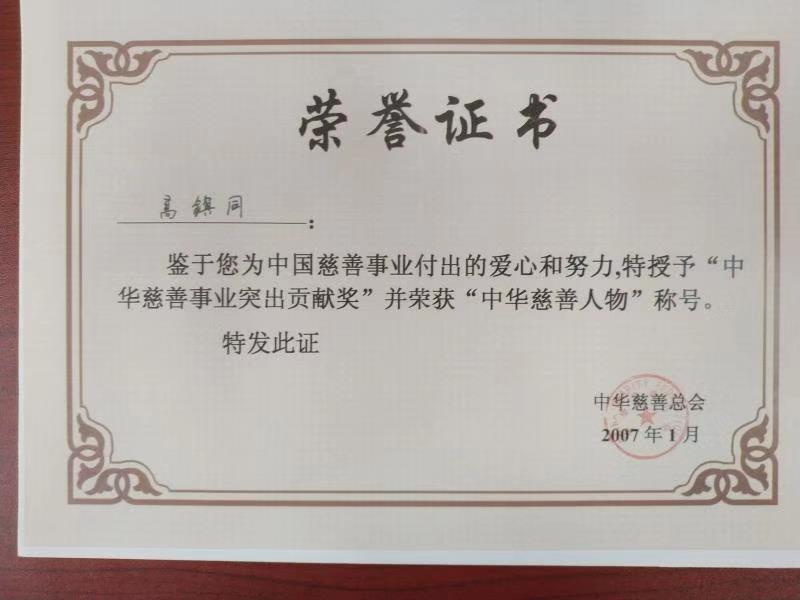 荣誉证书
高镇同:
鉴于您为中国慈善事业付出的爱心和努力,特授予“中
华慈善事业突出贡献奖”并荣获“中华慈善人物”称号。
特发此证
中华慈善总会
2007年1月